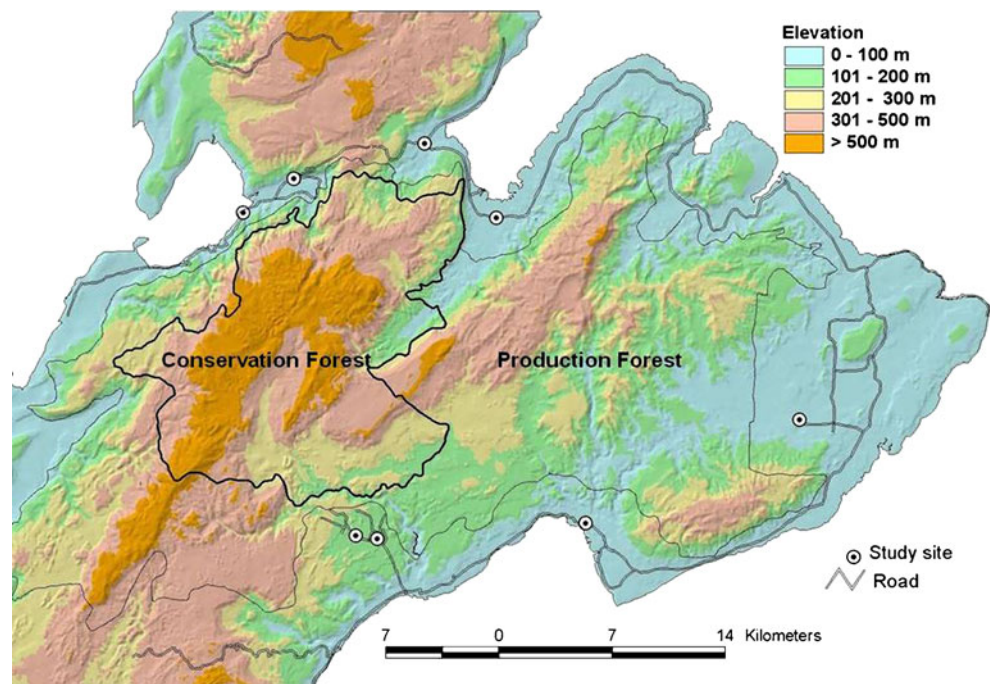 Elevation
0 - 100 m
101 - 200 m
201 - 300 m
301 - 500 m
> 500 m
Conservation Forest
Production Forest
Study site
Road
7 0 7 14 Kilometers